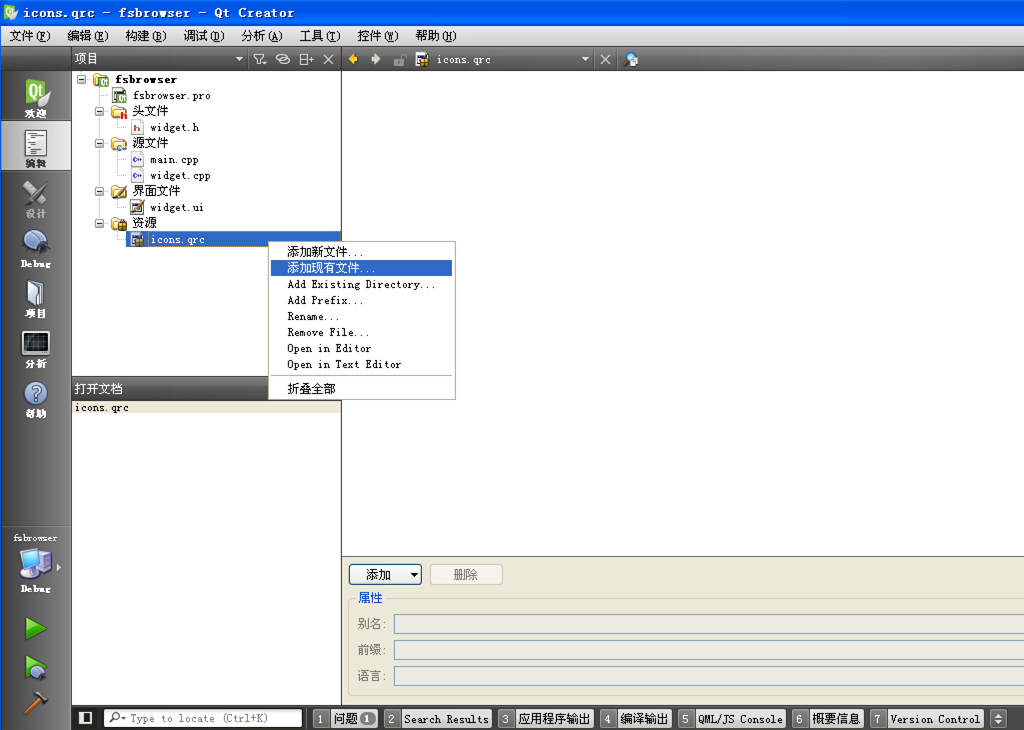 icons.qrc - fsbrowser - Qt Creator
文件(F) 编辑(E) 构建(B) 调试(D) 分析(A) 工具(T) 控件(W) 帮助(H)
项目
icons.qrc
Qt
欢迎
编辑
设计
Debug
项目
分析
帮助
fsbrowser
fsbrowser.pro
头文件
widget.h
源文件
main.cpp
widget.cpp
界面文件
widget.ui
资源
icons.qrc
添加新文件...
添加现有文件...
Add Existing Directory...
Add Prefix...
Rename...
Remove File...
Open in Editor
Open in Text Editor
折叠全部
打开文档
icons.qrc
fsbrowser
Debug
添加 删除
属性
别名:
前缀:
语言:
Type to locate (Ctrl+K) 1 问题 1 2 Search Results 3 应用程序输出 4 编译输出 5 QML/JS Console 6 概要信息 7 Version Control